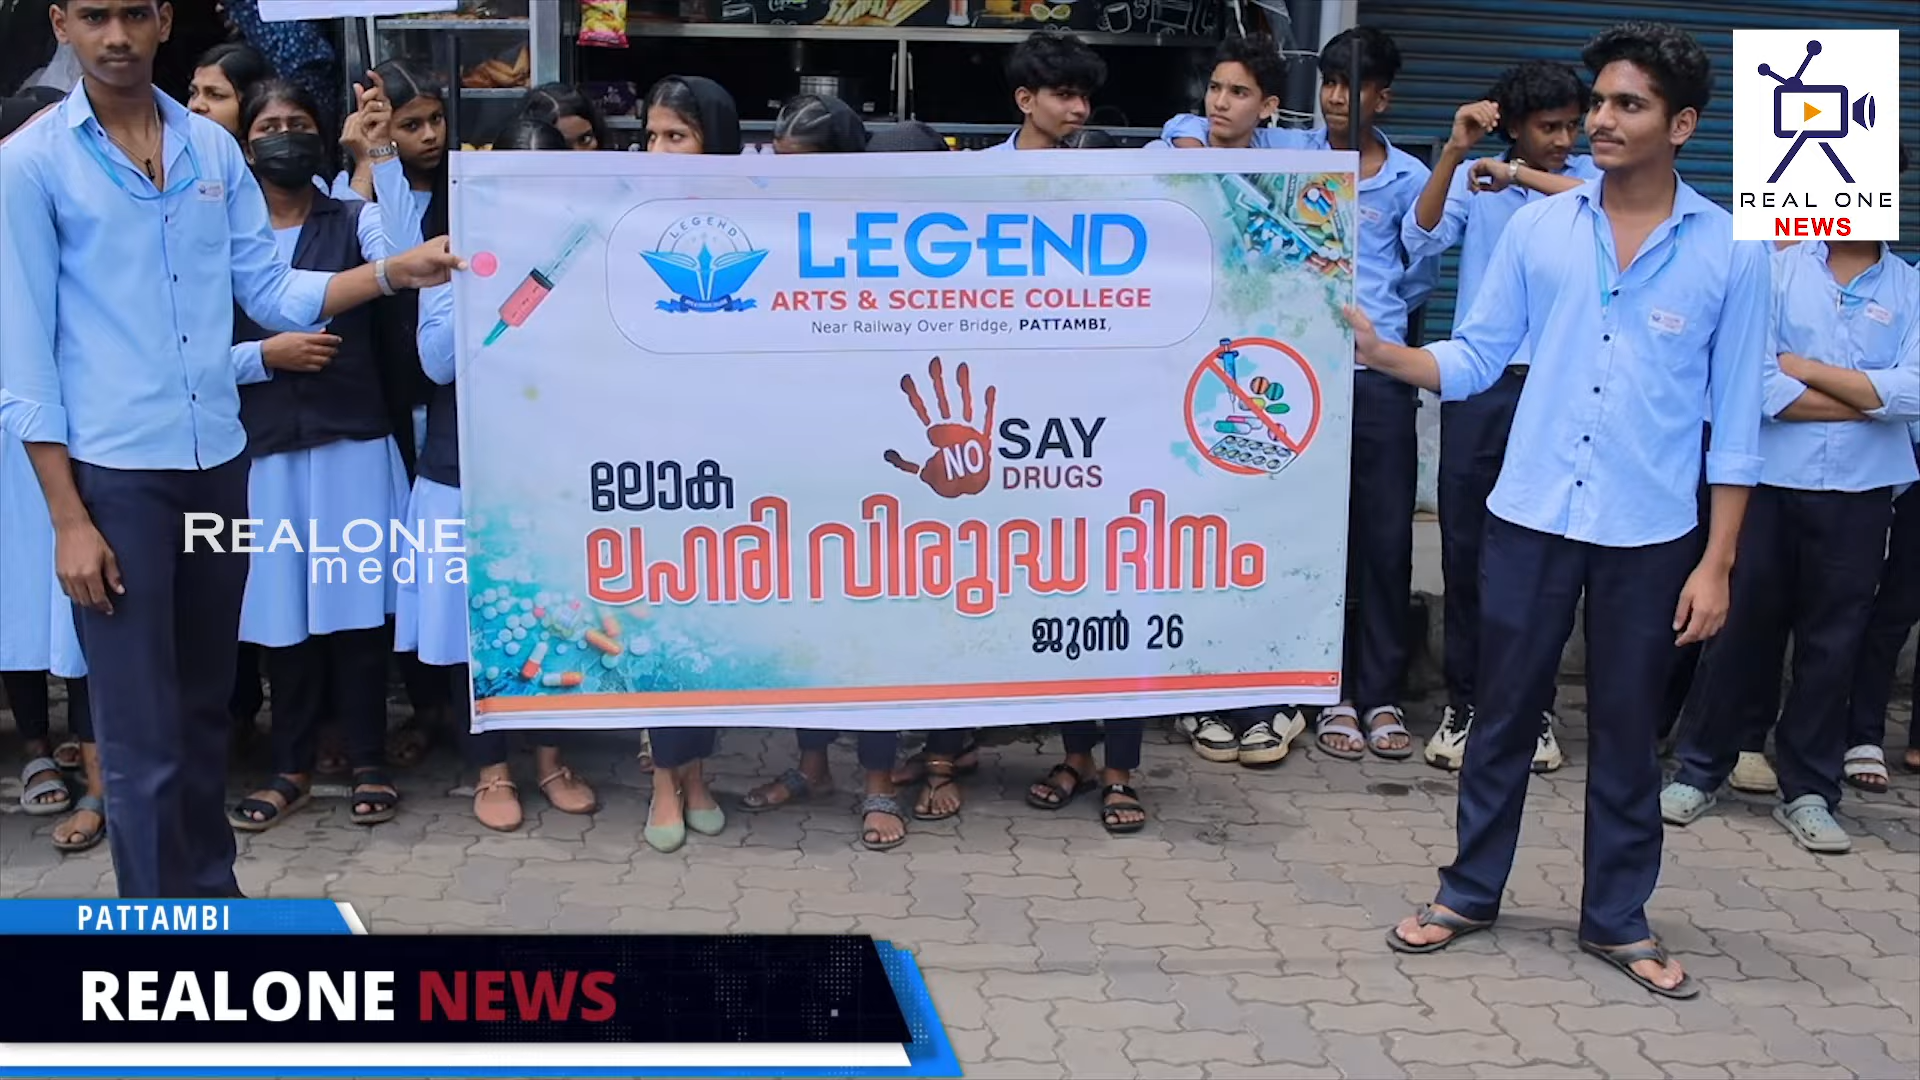 REAL ONE
NEWS
LEGEND
LEGEND
ARTS & SCIENCE COLLEGE
Near Railway Over Bridge, PATTAMBI,
NO SAY
DRUGS
ലോക
ലഹരി വിരുദ്ധ ദിനം
ജൂൺ 26
REALONE
media
PATTAMBI
REALONE NEWS